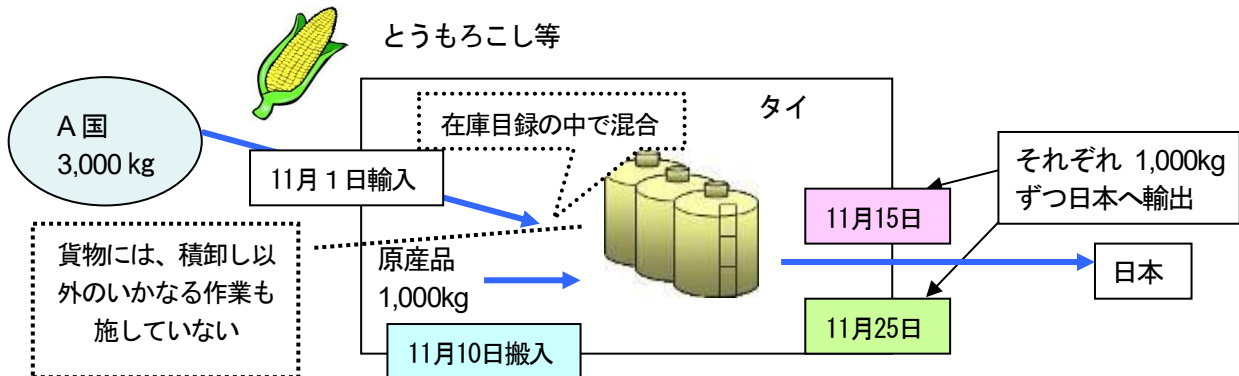 とうもろこし等
タイ
在庫目録の中で混合
A 国
3,000 ㎏
11月１日輸入
それぞれ 1,000kg
ずつ日本へ輸出
11月15日
貨物には、積卸し以
外のいかなる作業も
施していない
原産品
1,000kg
日本
11月25日
11月10日搬入